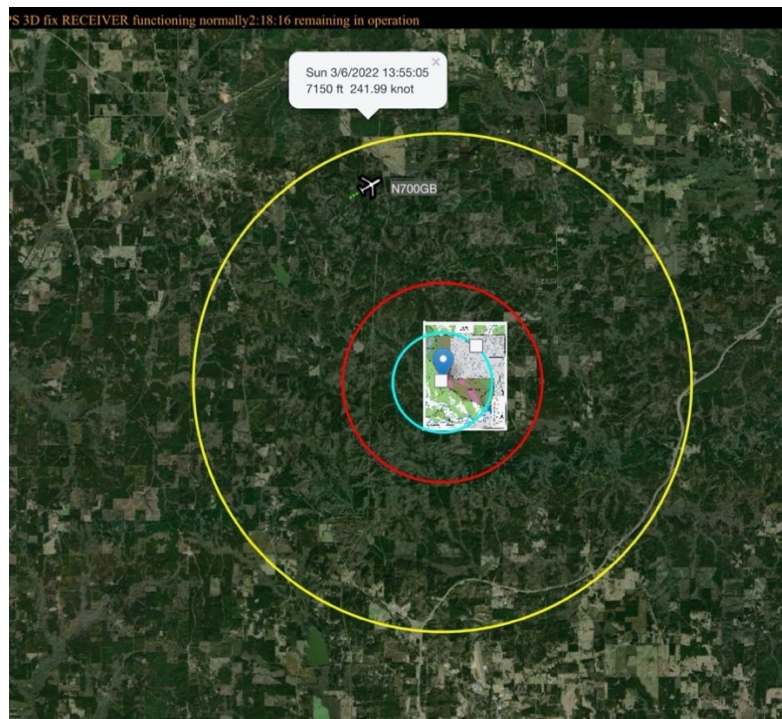 PS 3D fix RECEIVER functioning normally2:18:16 remaining in operation
Sun 3/6/2022 13:55:05
7150 ft 241.99 knot
N700GB